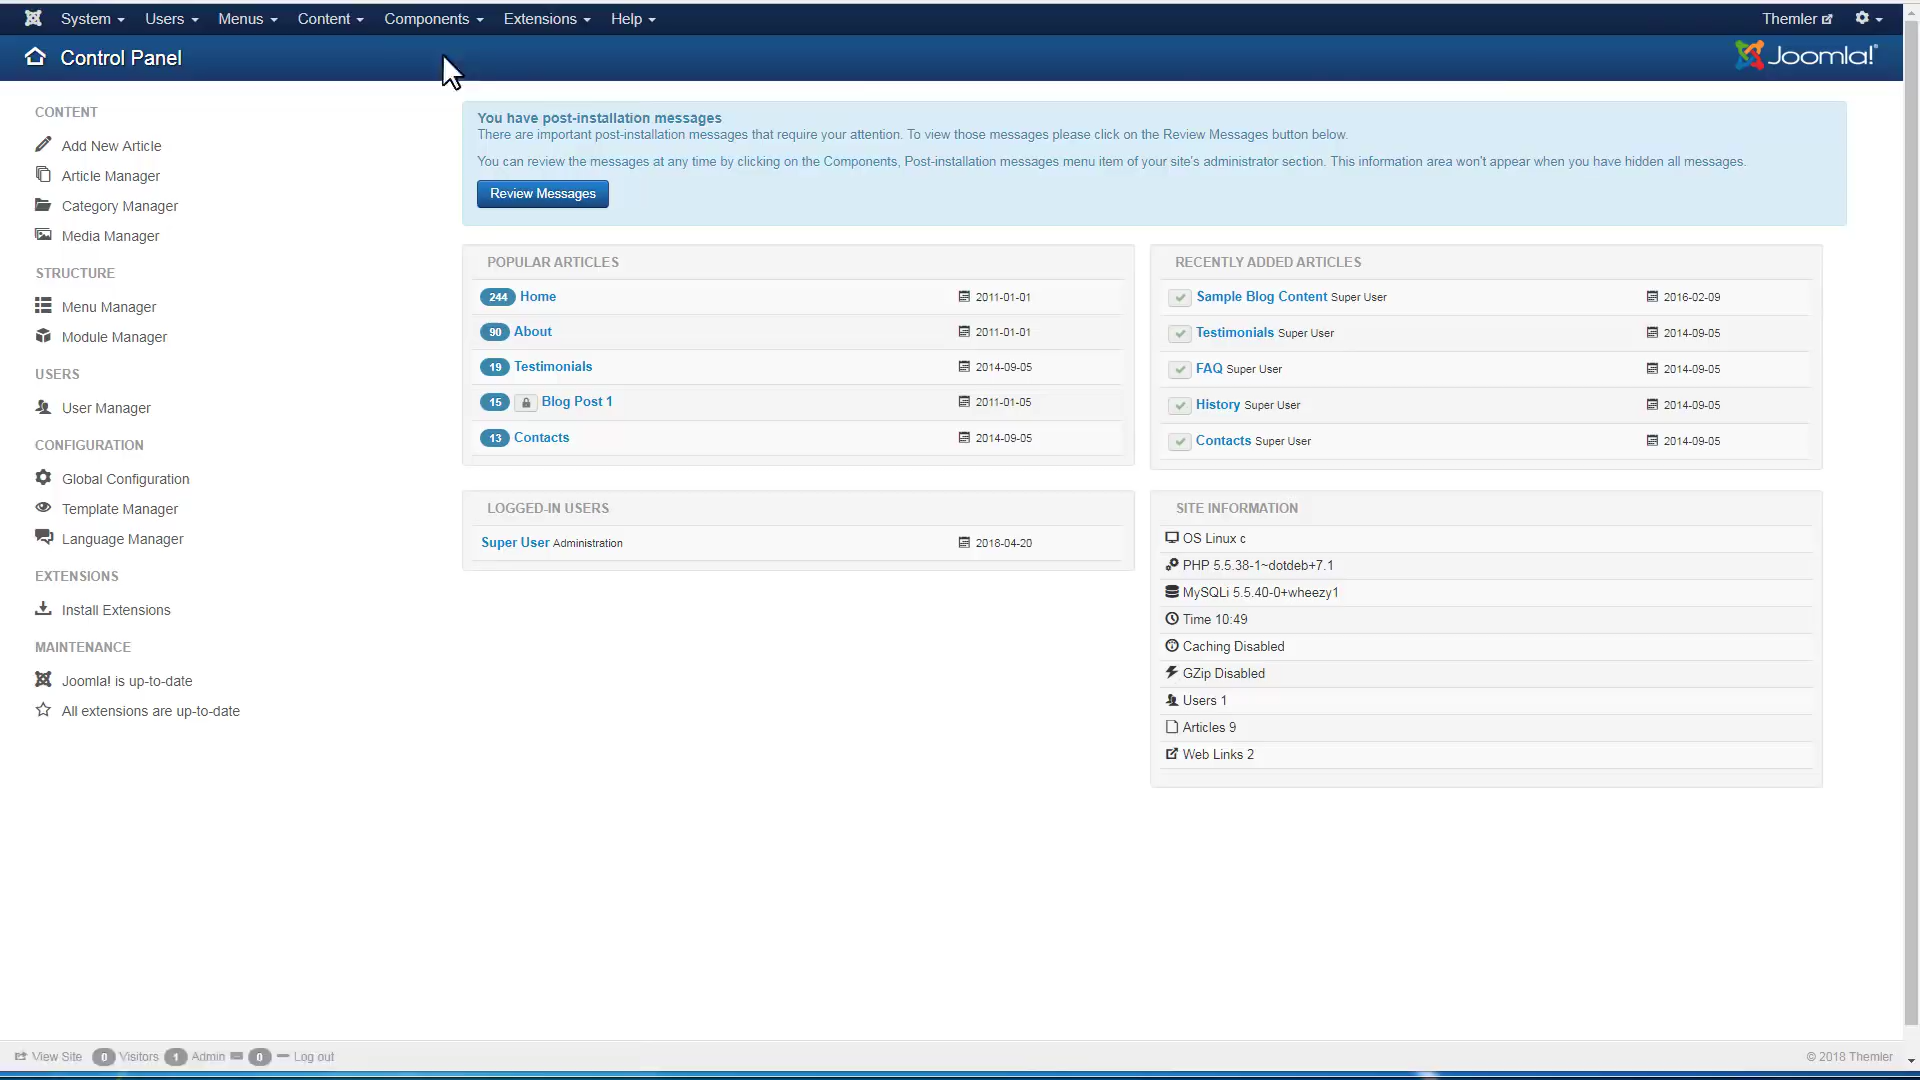 System Users Menus Content Components Extensions Help Themler
Control Panel Joomla!
CONTENT
Add New Article
Article Manager
Category Manager
Media Manager
STRUCTURE
Menu Manager
Module Manager
USERS
User Manager
CONFIGURATION
Global Configuration
Template Manager
Language Manager
EXTENSIONS
Install Extensions
MAINTENANCE
Joomla! is up-to-date
All extensions are up-to-date
You have post-installation messages
There are important post-installation messages that require your attention. To view those messages please click on the Review Messages button below.
You can review the messages at any time by clicking on the Components, Post-installation messages menu item of your site's administrator section. This information area won't appear when you have hidden all messages.
Review Messages
POPULAR ARTICLES
244 Home 2011-01-01
90 About 2011-01-01
19 Testimonials 2014-09-05
15 Blog Post 1 2011-01-05
13 Contacts 2014-09-05
RECENTLY ADDED ARTICLES
Sample Blog Content Super User 2016-02-09
Testimonials Super User 2014-09-05
FAQ Super User 2014-09-05
History Super User 2014-09-05
Contacts Super User 2014-09-05
LOGGED-IN USERS
Super User Administration 2018-04-20
SITE INFORMATION
OS Linux c
PHP 5.5.38-1~dotdeb+7.1
MySQLi 5.5.40-0+wheezy1
Time 10:49
Caching Disabled
GZip Disabled
Users 1
Articles 9
Web Links 2
View Site 0 Visitors 1 Admin 0 Log out © 2018 Themler